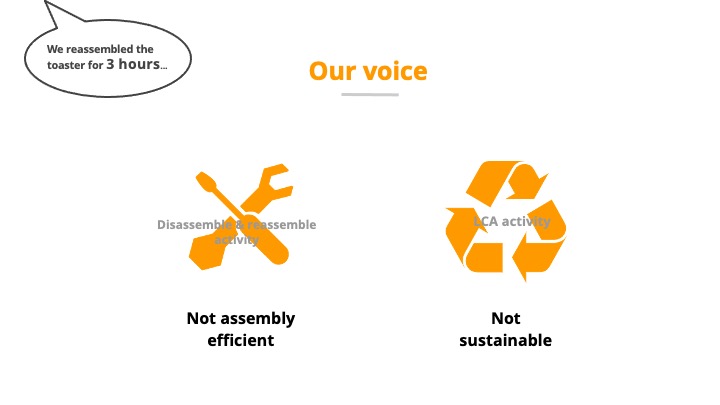 We reassembled the
toaster for 3 hours...
Our voice
Disassemble & reassemble
activity
LCA activity
Not assembly
efficient
Not
sustainable